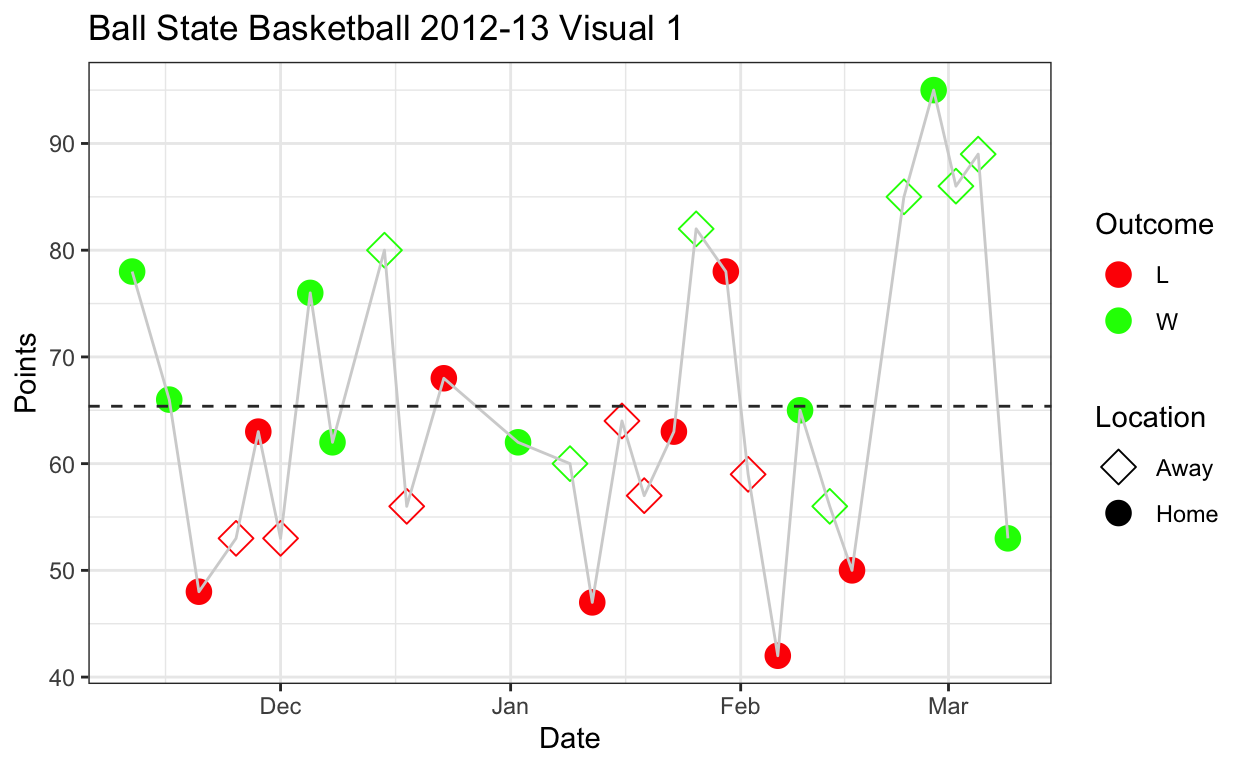 Ball State Basketball 2012-13 Visual 1
90
80
70
60
50
40
Points
Dec
Jan
Feb
Mar
Date
Outcome
L
W
Location
Away
Home